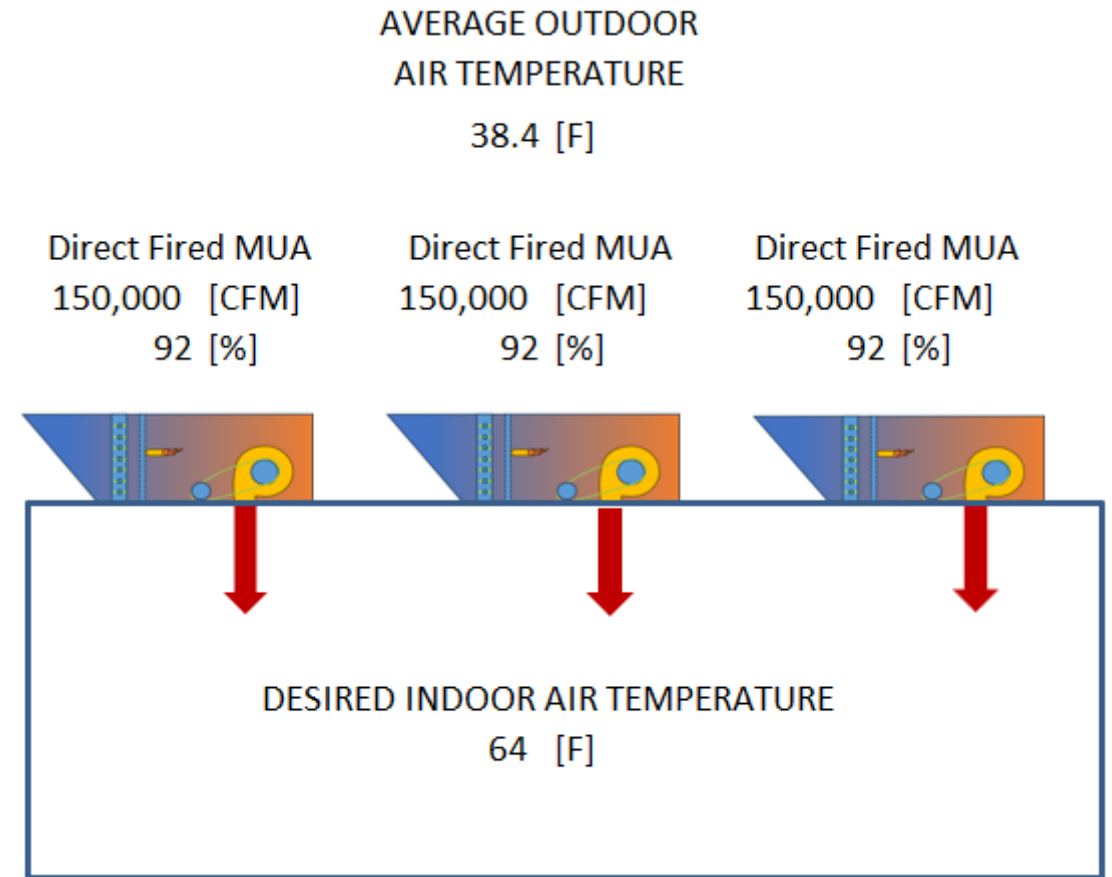 AVERAGE OUTDOOR
AIR TEMPERATURE
38.4 [F]
Direct Fired MUA
150,000 [CFM]
92 [%]
Direct Fired MUA
150,000 [CFM]
92 [%]
Direct Fired MUA
150,000 [CFM]
92 [%]
DESIRED INDOOR AIR TEMPERATURE
64 [F]